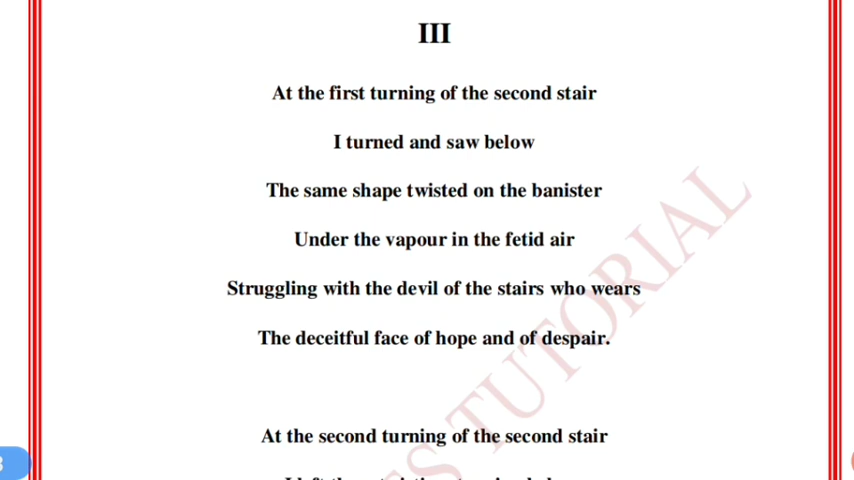 III
At the first turning of the second stair
I turned and saw below
The same shape twisted on the banister
Under the vapour in the fetid air
Struggling with the devil of the stairs who wears
The deceitful face of hope and of despair.
At the second turning of the second stair
I left
TUTORIAL